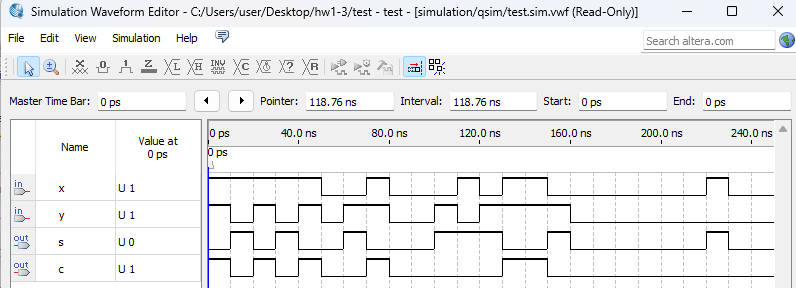 Simulation Waveform Editor - C:/Users/user/Desktop/hw1-3/test - test - [simulation/qsim/test.sim.vwf (Read-Only)]
File Edit View Simulation Help Search altera.com
Master Time Bar: 0 ps Pointer: 118.76 ns Interval: 118.76 ns Start: 0 ps End: 0 ps
Name Value at 0 ps 0 ps 40.0 ns 80.0 ns 120.0 ns 160.0 ns 200.0 ns 240.0 ns
0 ps
in x U 1
in y U 1
out s U 0
out c U 1